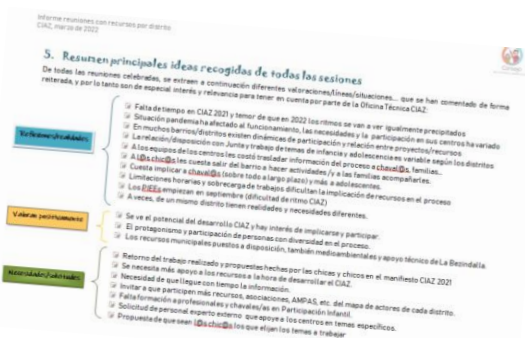 Informe reuniones con recursos por distrito
CIAZ, marzo de 2022
5. Resumen principales ideas recogidas de todas las sesiones
De todas las reuniones celebradas, se extraen a continuación diferentes valoraciones/líneas/situaciones... que se han comentado de forma
reiterada, y por lo tanto son de especial interés y relevancia para tener en cuenta por parte de la Oficina Técnica CIAZ:
Reflexiones/realidades
Falta de tiempo en CIAZ 2021 y temor de que en 2022 los ritmos se van a ver igualmente precipitados
Situación pandemia ha afectado al funcionamiento, las necesidades y la participación en sus centros ha variado
En muchos barrios/distritos existen dinámicas de participación y relación entre proyectos/recursos.
La relación/disposición con Junta y trabajo de temas de infancia y adolescencia es variable según los distritos
A los equipos de los centros les costó trasladar información del proceso a chaval@s, familias..
A l@s chic@s les cuesta salir del barrio a hacer actividades /y a las familias acompañarles.
Cuesta implicar a chaval@s (sobre todo a largo plazo) y más a adolescentes.
Limitaciones horarias y sobrecarga de trabajos dificultan la implicación de recursos en el proceso
Los PIEEs empiezan en septiembre (dificultad de ritmo CIAZ)
A veces, de un mismo distrito tienen realidades y necesidades diferentes.
Valoran positivamente
Se ve el potencial del desarrollo CIAZ y hay interés de implicarse y participar.
El protagonismo y participación de personas con diversidad en el proceso.
Los recursos municipales puestos a disposición, también medioambientales y apoyo técnico de La Bezindalla.
Necesidades/solicitudes
Retorno del trabajo realizado y propuestas hechas por las chicas y chicos en el manifiesto CIAZ 2021
Se necesita más apoyo a los recursos a la hora de desarrollar el CIAZ.
Necesidad de que llegue con tiempo la información.
Invitar a que participen más recursos, asociaciones, AMPAS, etc. del mapa de actores de cada distrito.
Falta formación a profesionales y chavales/as en Participación Infantil.
Solicitud de personal experto externo que apoye a los centros en temas específicos.
Propuesta de que sean l@s chic@s los que elijan los temas a trabajar